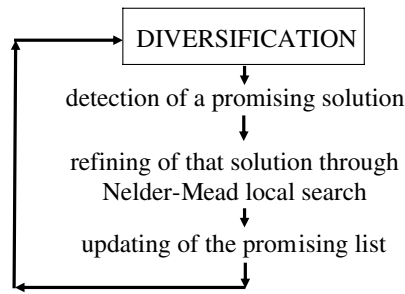 DIVERSIFICATION
detection of a promising solution
refining of that solution through
Nelder-Mead local search
updating of the promising list